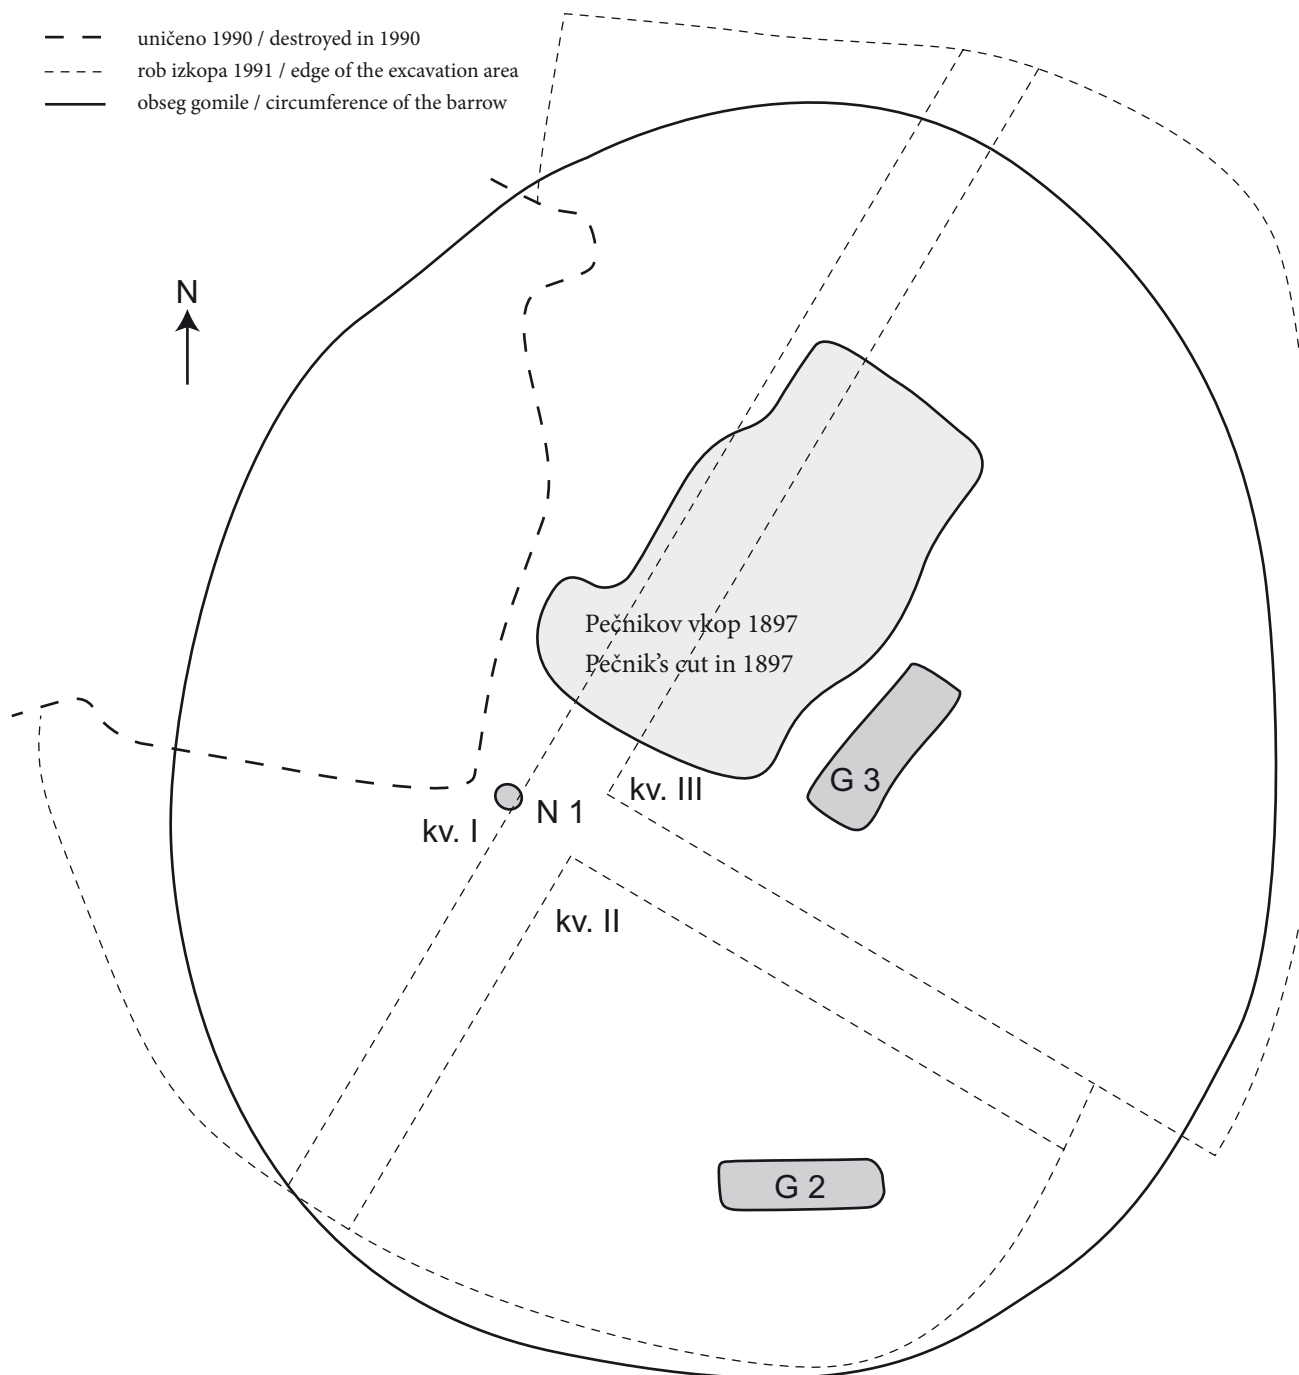 uničeno 1990 / destroyed in 1990
rob izkopa 1991 / edge of the excavation area
obseg gomile / circumference of the barrow
N
Pečnikov vkop 1897
Pečnik's cut in 1897
G 3
kv. III
N 1
kv. I
kv. II
G 2